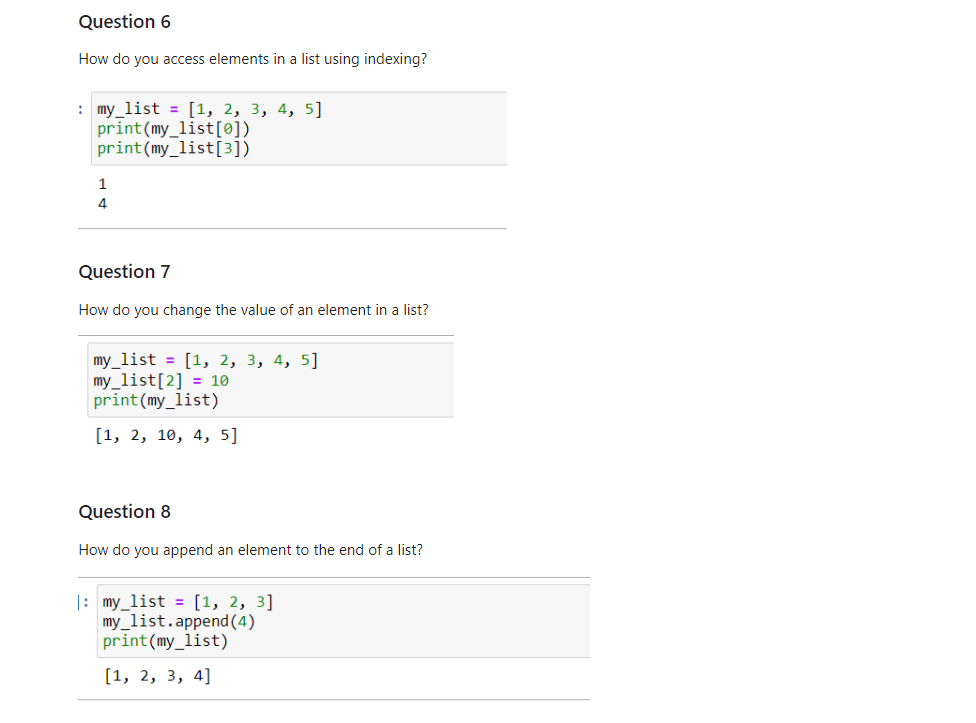 Question 6
How do you access elements in a list using indexing?
: my_list = [1, 2, 3, 4, 5]
print(my_list[0])
print(my_list[3])
1
4
Question 7
How do you change the value of an element in a list?
my_list = [1, 2, 3, 4, 5]
my_list[2] = 10
print(my_list)
[1, 2, 10, 4, 5]
Question 8
How do you append an element to the end of a list?
]: my_list = [1, 2, 3]
my_list.append(4)
print(my_list)
[1, 2, 3, 4]